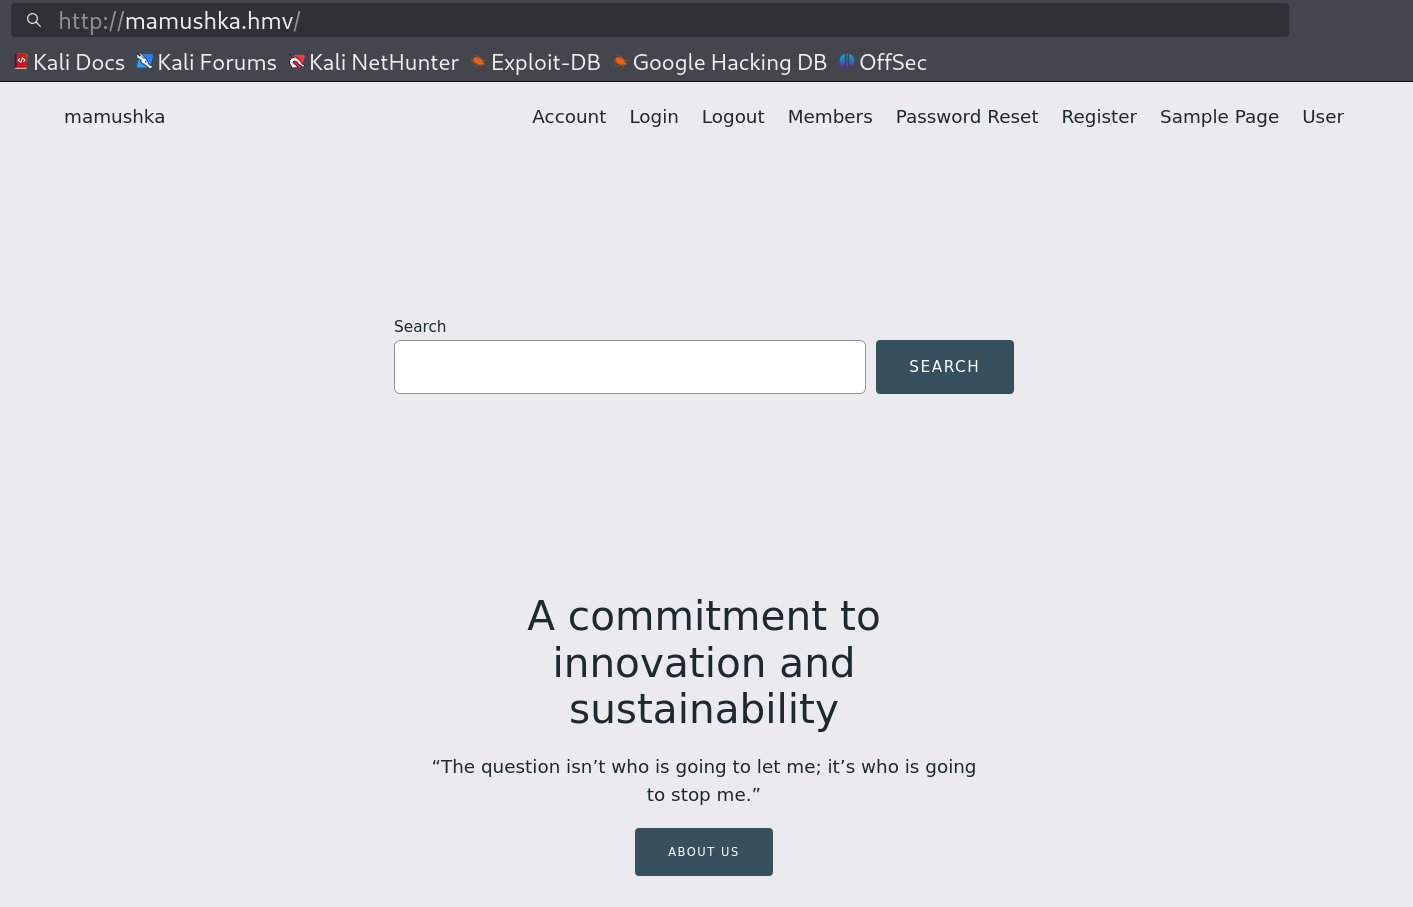 http://mamushka.hmv/
Kali Docs Kali Forums Kali NetHunter Exploit-DB Google Hacking DB OffSec
mamushka Account Login Logout Members Password Reset Register Sample Page User
Search
SEARCH
A commitment to
innovation and
sustainability
“The question isn’t who is going to let me; it’s who is going
to stop me.”
ABOUT US